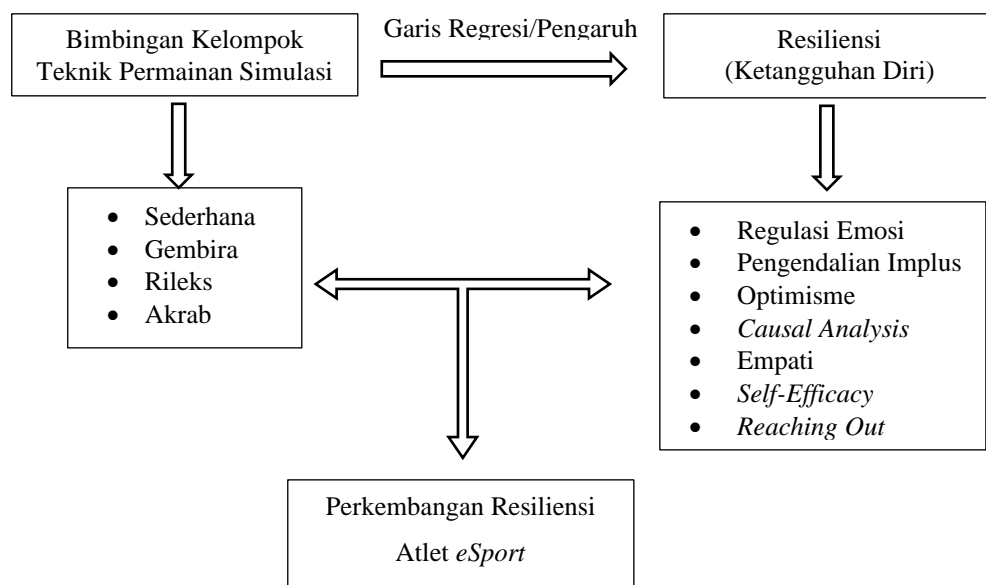 Bimbingan Kelompok
Teknik Permainan Simulasi
Garis Regresi/Pengaruh
Resiliensi
(Ketangguhan Diri)
• Sederhana
• Gembira
• Rileks
• Akrab
• Regulasi Emosi
• Pengendalian Implus
• Optimisme
• Causal Analysis
• Empati
• Self-Efficacy
• Reaching Out
Perkembangan Resiliensi
Atlet eSport